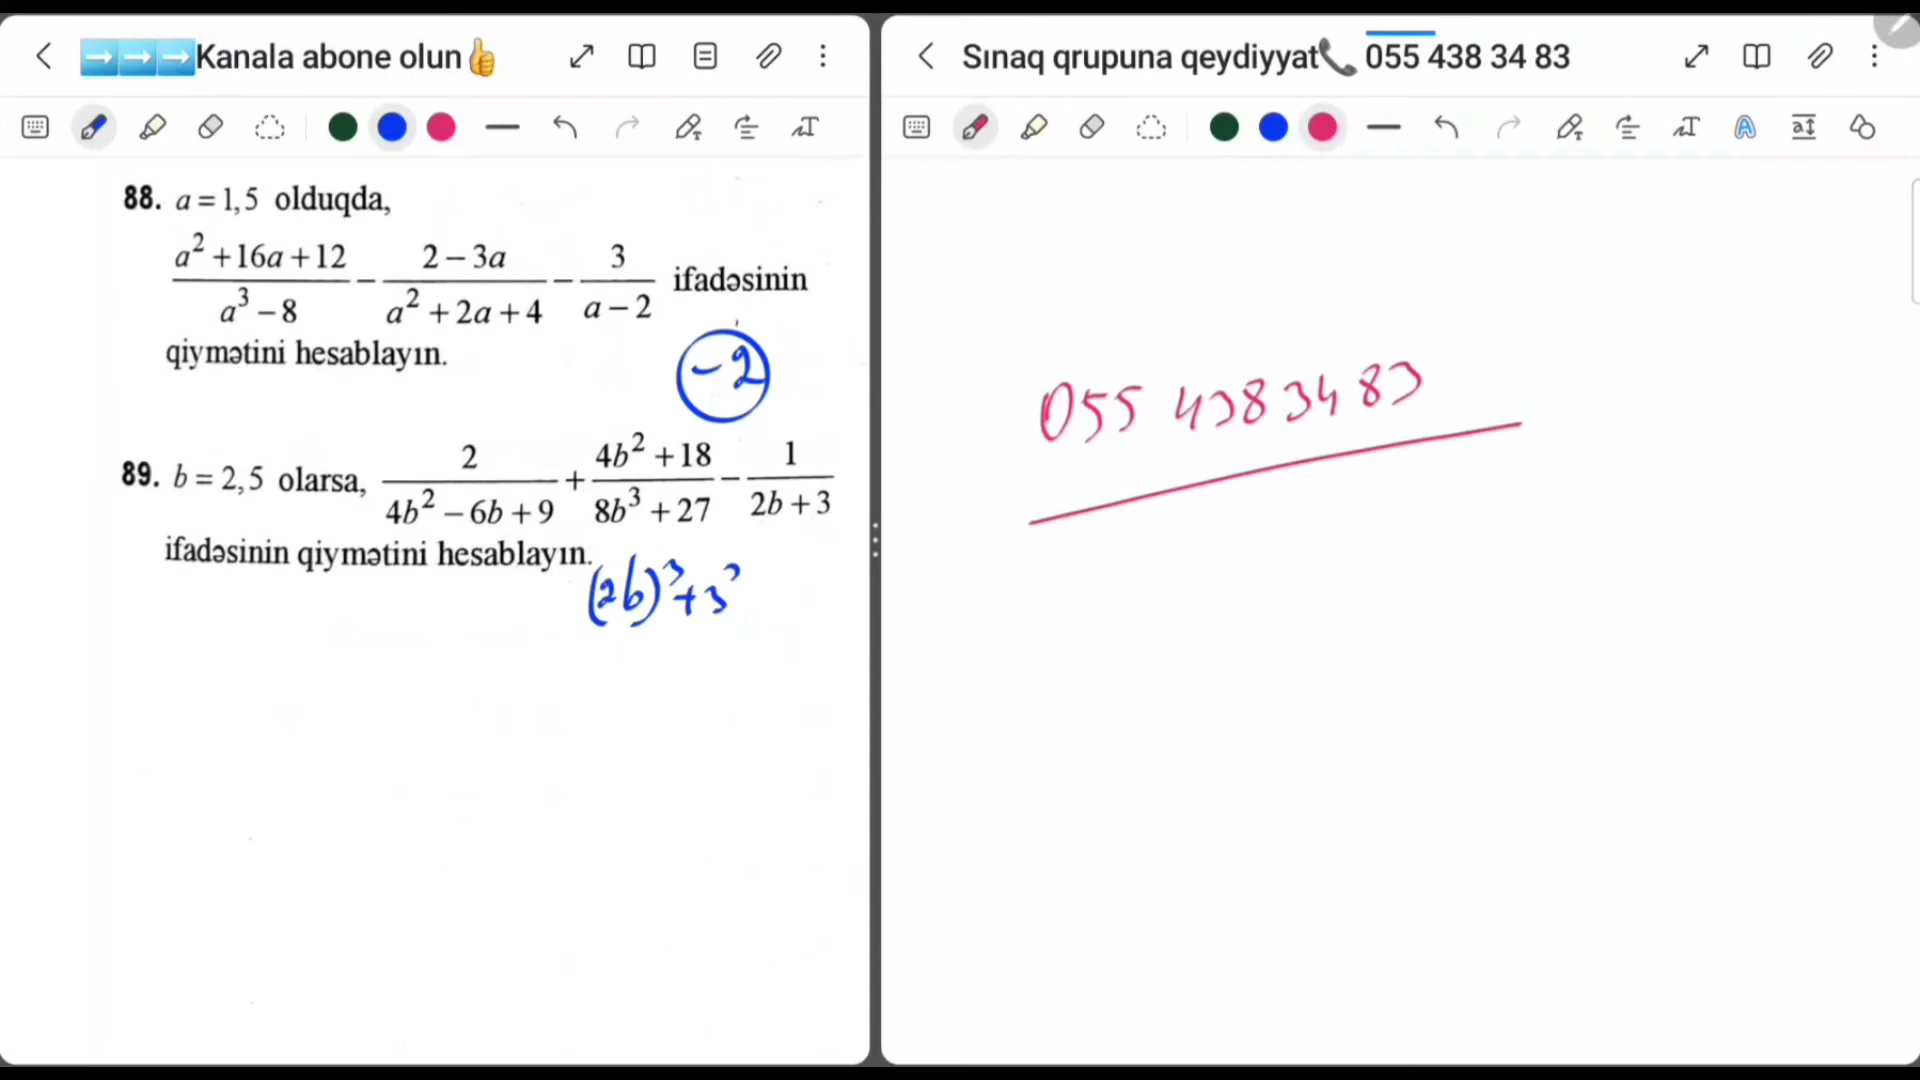 ➡➡➡Kanala abone olun👍
88. a = 1,5 olduqda,
(a² + 16a + 12)/(a³ − 8) − (2 − 3a)/(a² + 2a + 4) − 3/(a − 2) ifadəsinin
qiymətini hesablayın.
−2
89. b = 2,5 olarsa, 2/(4b² − 6b + 9) + (4b² + 18)/(8b³ + 27) − 1/(2b + 3)
ifadəsinin qiymətini hesablayın.
(2b)³ + 3³
Sınaq qrupuna qeydiyyat📞 055 438 34 83
055 438 34 83